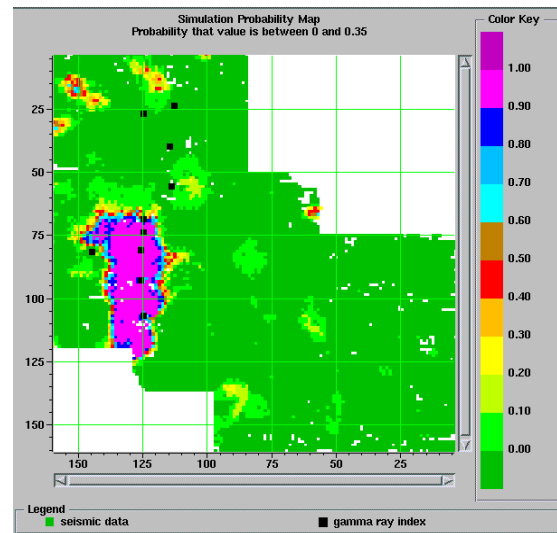 Simulation Probability Map
Probability that value is between 0 and 0.35
Color Key
1.00
0.90
0.80
0.70
0.60
0.50
0.40
0.30
0.20
0.10
0.00
25
50
75
100
125
150
150 125 100 75 50 25
Legend
seismic data gamma ray index